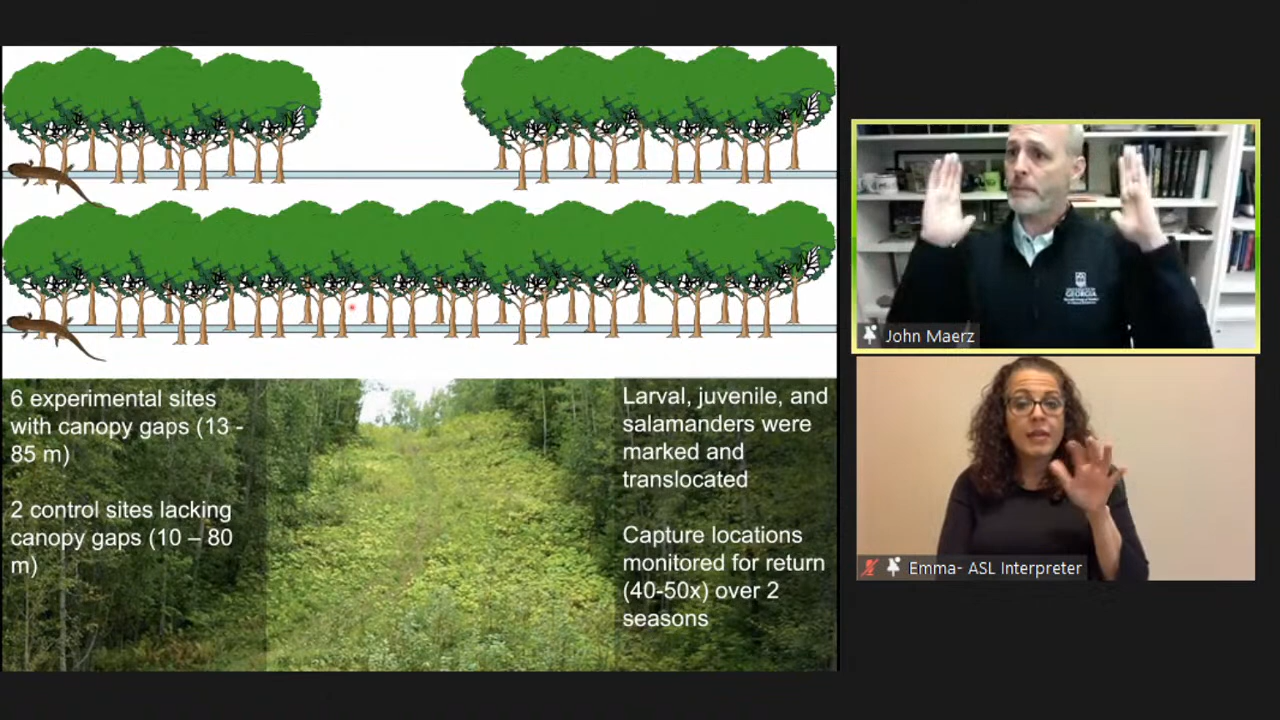 6 experimental sites
with canopy gaps (13 -
85 m)
2 control sites lacking
canopy gaps (10 – 80
m)
Larval, juvenile, and
salamanders were
marked and
translocated
Capture locations
monitored for return
(40-50x) over 2
seasons
GEORGIA
John Maerz
Emma- ASL Interpreter